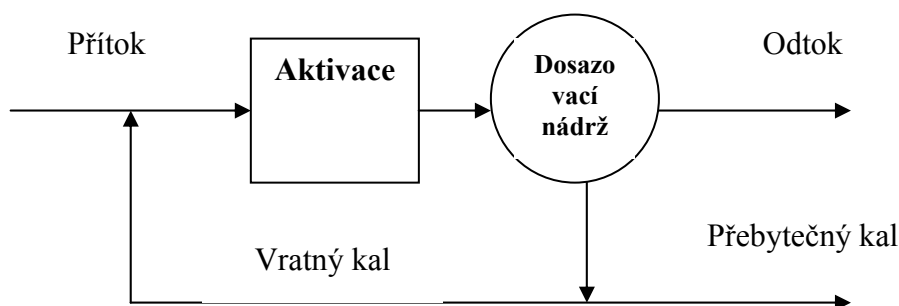 Přítok
Aktivace
Dosazo
vací
nádrž
Odtok
Vratný kal
Přebytečný kal